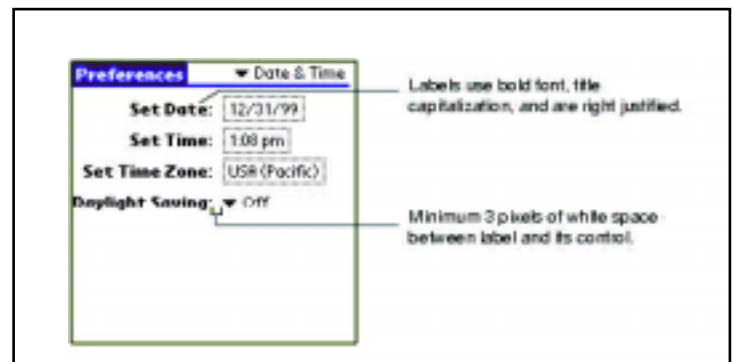 Preferences ▼ Date & Time
Set Date: 12/31/99
Set Time: 1:08 pm
Set Time Zone: USA (Pacific)
Daylight Saving: ▼ Off
Labels use bold font, title
capitalization, and are right justified.
Minimum 3 pixels of white space
between label and its control.